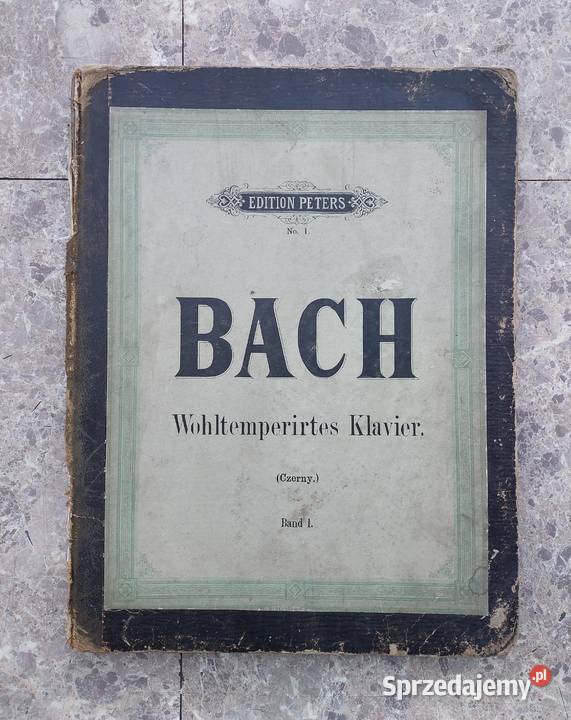 EDITION PETERS
No. 1.
BACH
Wohltemperirtes Klavier.
(Czerny.)
Band I.
Sprzedajemy.pl